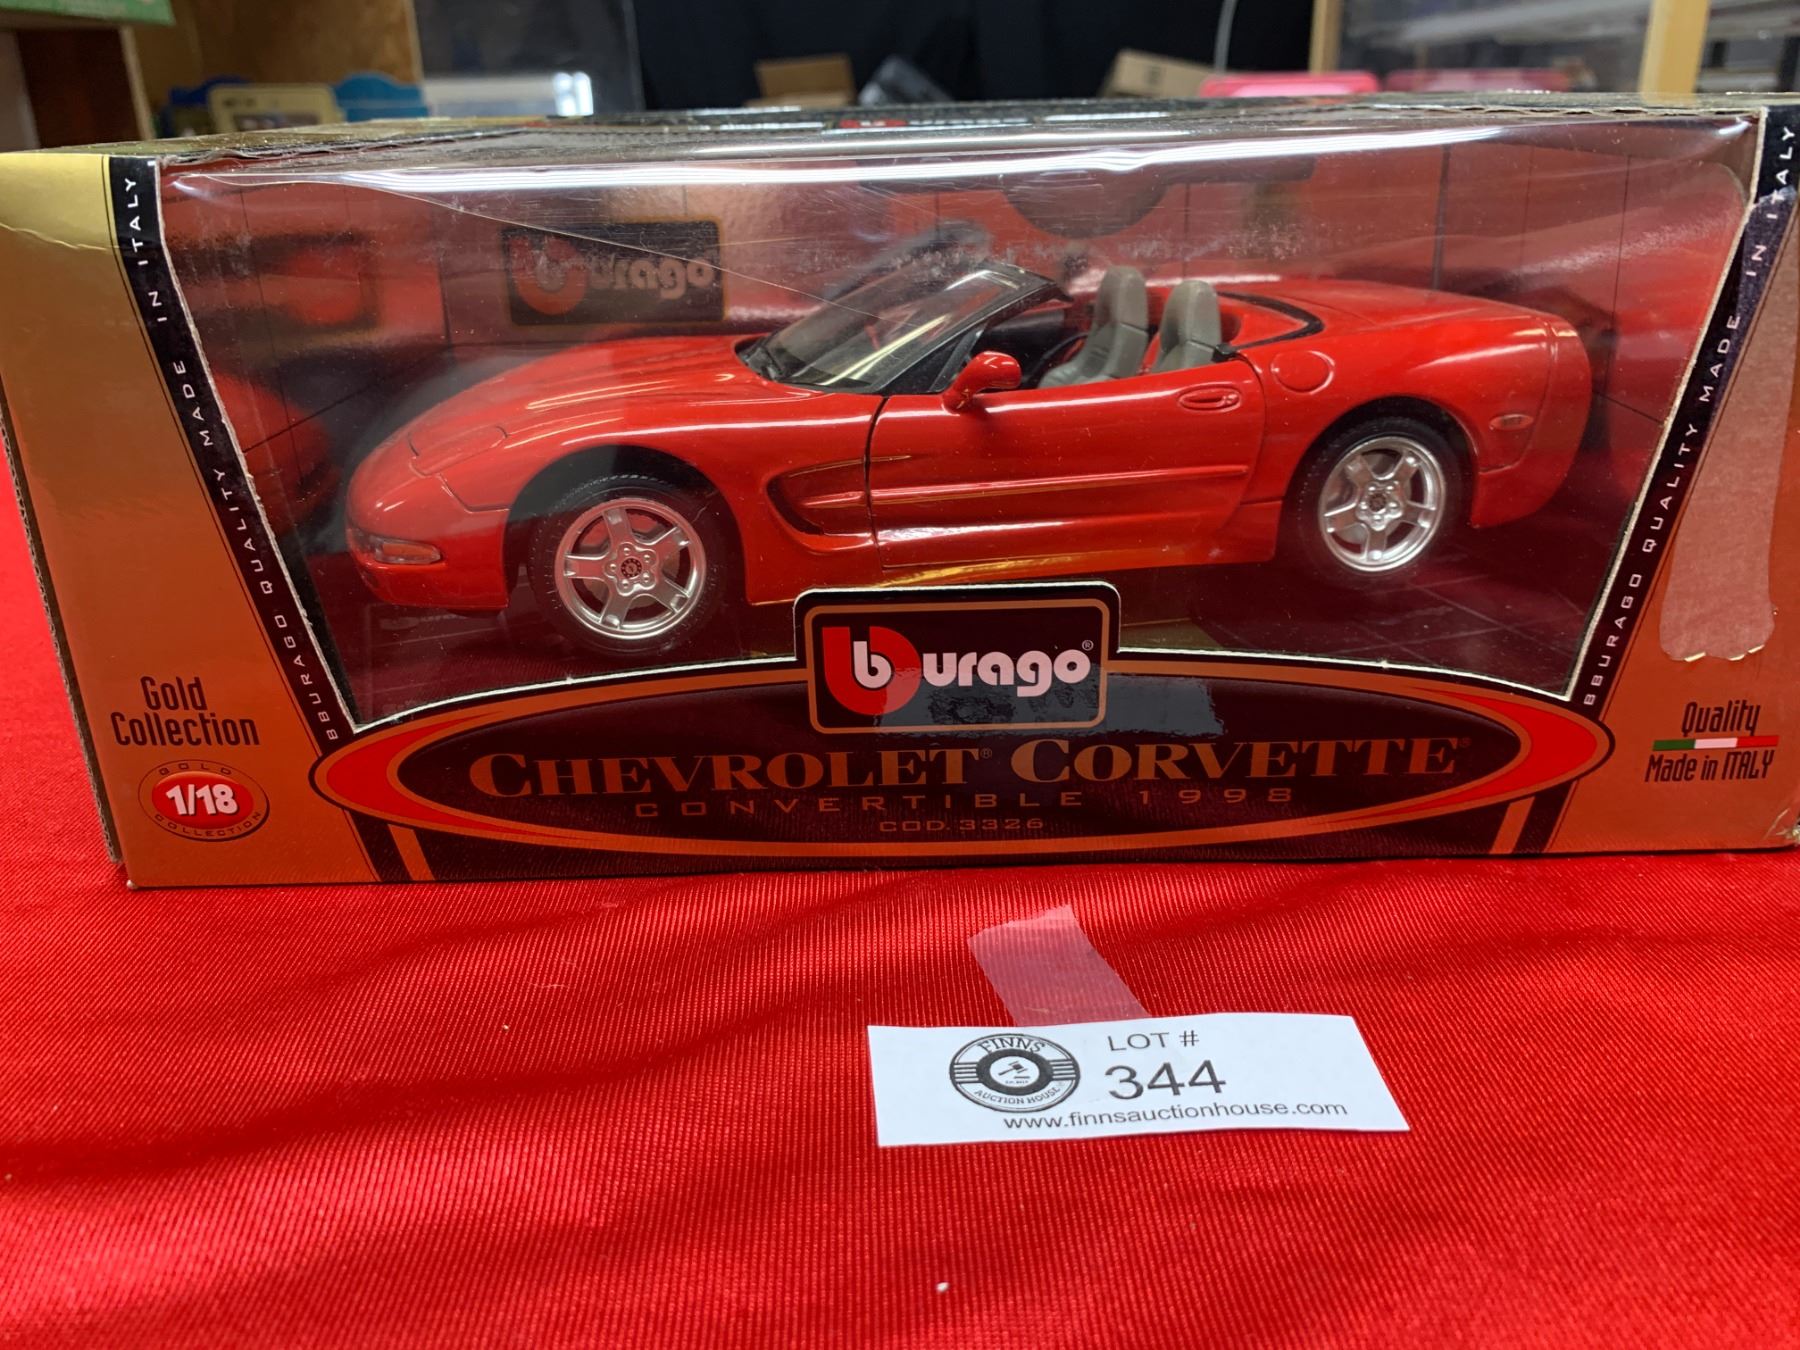 burago
BBURAGO QUALITY MADE IN ITALY
BBURAGO QUALITY MADE IN ITALY
burago®
Gold
Collection
GOLD
1/18
COLLECTION
CHEVROLET® CORVETTE®
CONVERTIBLE 1998
COD. 3326
Quality
Made in ITALY
FINNS
AUCTION HOUSE
LOT #
344
www.finnsauctionhouse.com